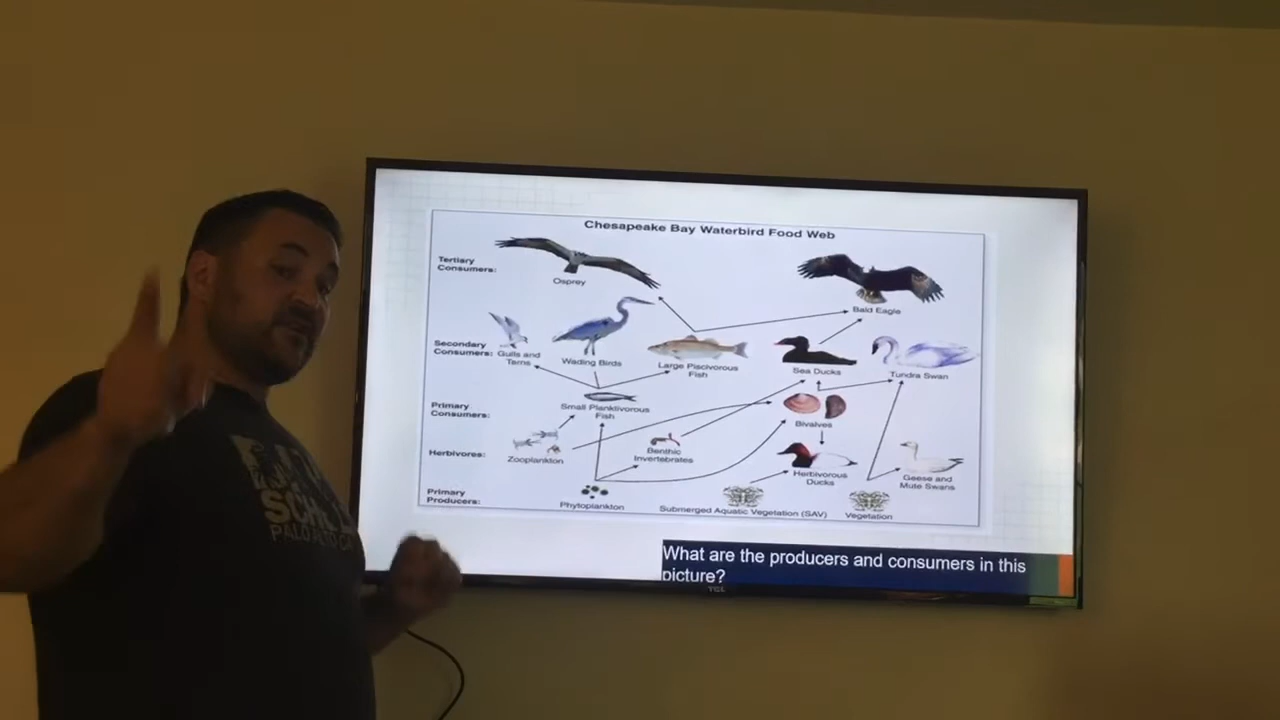 Chesapeake Bay Waterbird Food Web
Tertiary
Consumers:
Osprey
Bald Eagle
Secondary
Consumers:
Gulls and
Terns
Wading Birds
Large Piscivorous
Fish
Sea Ducks
Tundra Swan
Primary
Consumers:
Small Planktivorous
Fish
Bivalves
Herbivores:
Zooplankton
Benthic
Invertebrates
Herbivorous
Ducks
Geese and
Mute Swans
Primary
Producers:
Phytoplankton
Submerged Aquatic Vegetation (SAV)
Vegetation
What are the producers and consumers in this
picture?
TCL
PALO ALTO